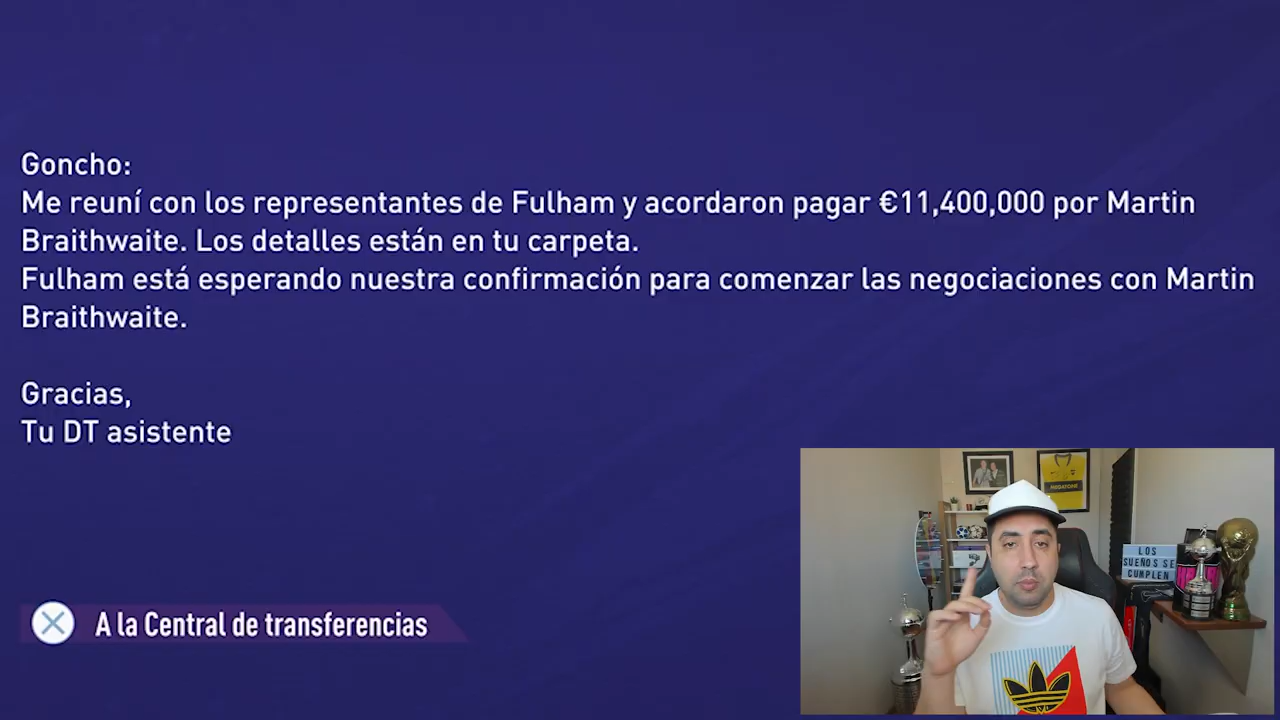 Goncho:
Me reuní con los representantes de Fulham y acordaron pagar €11,400,000 por Martin
Braithwaite. Los detalles están en tu carpeta.
Fulham está esperando nuestra confirmación para comenzar las negociaciones con Martin
Braithwaite.
Gracias,
Tu DT asistente
A la Central de transferencias
LOS
SUEÑOS SE
CUMPLEN